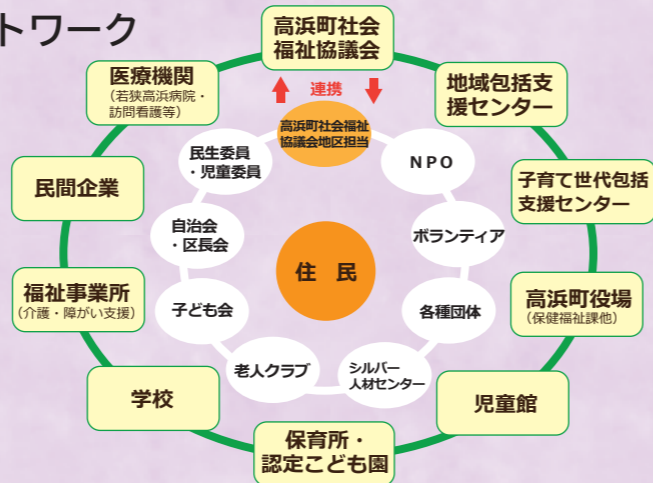 トワーク
高浜町社会
福祉協議会
連携
医療機関
（若狭高浜病院・
訪問看護等）
地域包括支
援センター
高浜町社会福祉
協議会地区担当
民生委員
・児童委員
NPO
民間企業
子育て世代包括
支援センター
自治会
・区長会
ボランティア
住 民
福祉事業所
（介護・障がい支援）
子ども会
各種団体
高浜町役場
（保健福祉課他）
老人クラブ
シルバー
人材センター
学校
児童館
保育所・
認定こども園